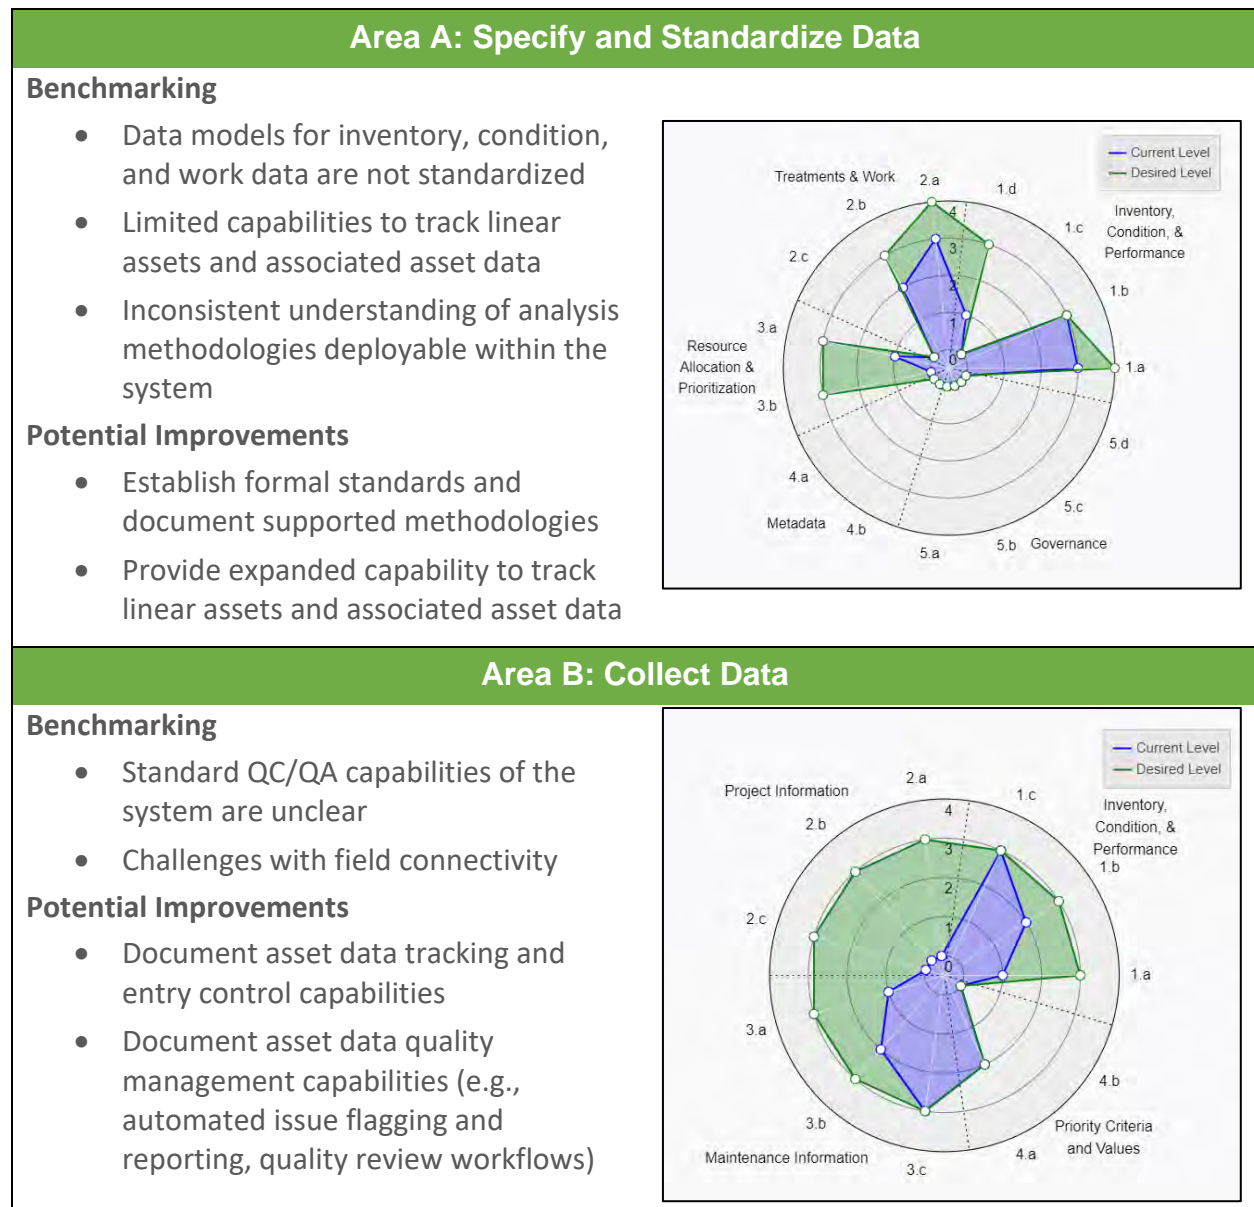 Area A: Specify and Standardize Data
Benchmarking
• Data models for inventory, condition,
and work data are not standardized
• Limited capabilities to track linear
assets and associated asset data
• Inconsistent understanding of analysis
methodologies deployable within the
system
Potential Improvements
• Establish formal standards and
document supported methodologies
• Provide expanded capability to track
linear assets and associated asset data
Current Level
Desired Level
Treatments & Work
2.a
1.d
2.b
1.c
Inventory,
Condition, &
Performance
2.c
1.b
4
3
2
1
0
3.a
Resource
Allocation &
Prioritization
1.a
3.b
5.d
4.a
5.c
Metadata
4.b
5.a
5.b
Governance
Area B: Collect Data
Benchmarking
• Standard QC/QA capabilities of the
system are unclear
• Challenges with field connectivity
Potential Improvements
• Document asset data tracking and
entry control capabilities
• Document asset data quality
management capabilities (e.g.,
automated issue flagging and
reporting, quality review workflows)
Current Level
Desired Level
Project Information
2.a
1.c
Inventory,
Condition, &
Performance
2.b
1.b
4
3
2
1
0
2.c
1.a
3.a
4.b
3.b
Priority Criteria
and Values
Maintenance Information
3.c
4.a